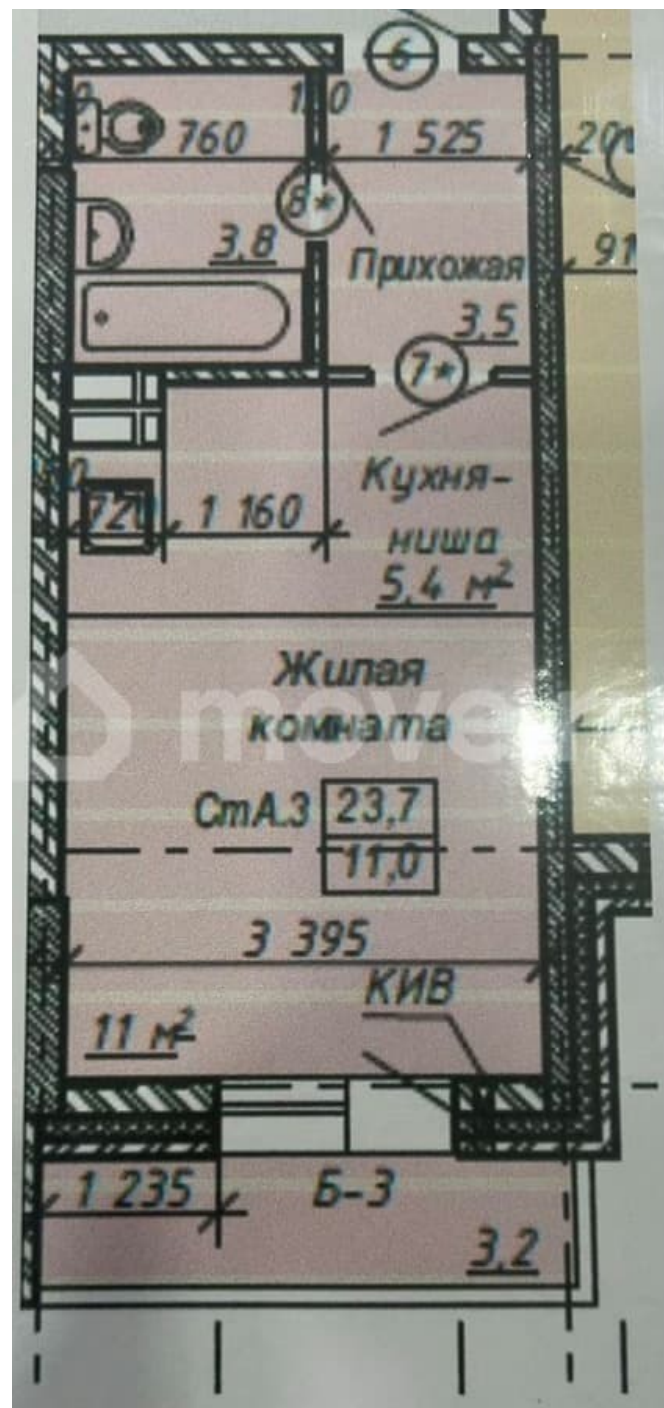 6
760
1 525
8*
3,8
Прихожая
3,5
7*
Кухня-
ниша
5,4 м²
720
1 160
Жилая
комната
move
СтА.3
23,7
11,0
3 395
КИВ
11 м²
1 235
Б-3
3,2